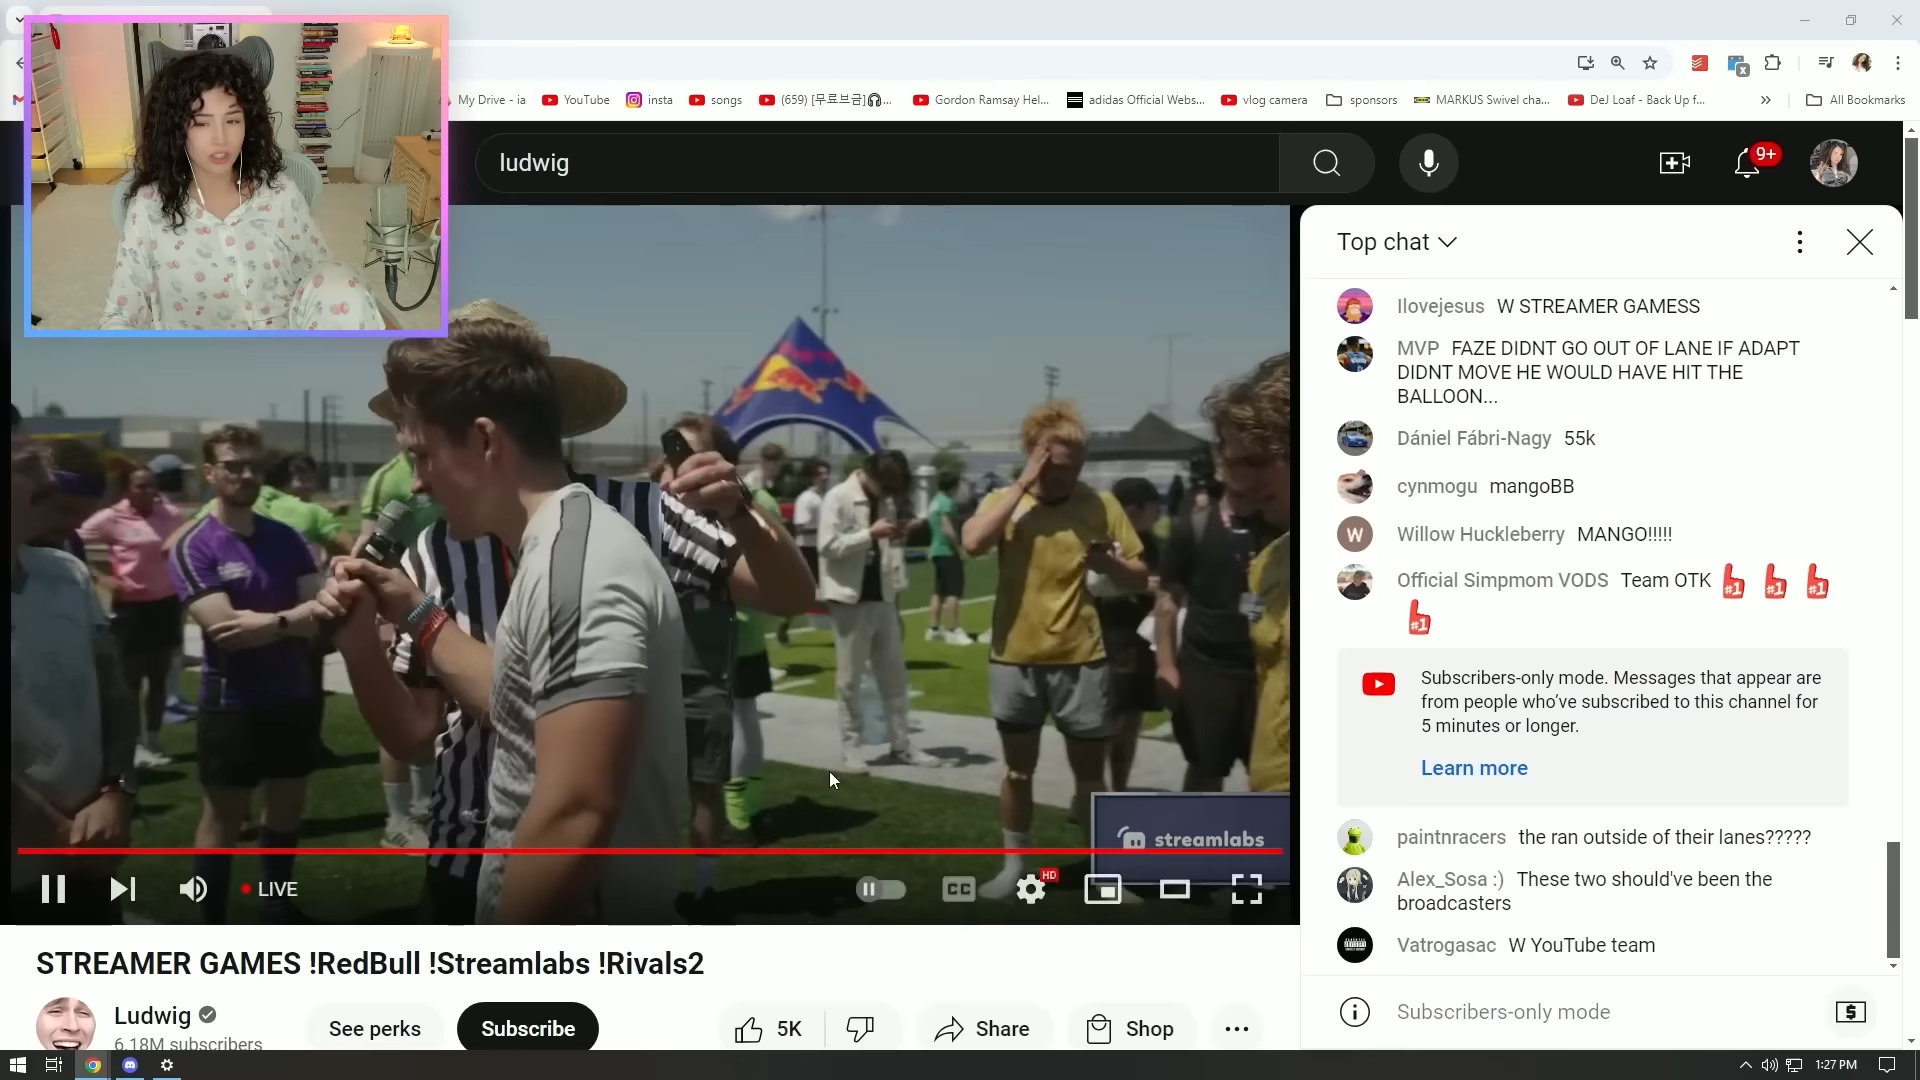 My Drive - ia
YouTube
insta
songs
(659) [무료브금]🎧...
Gordon Ramsay Hel...
adidas Official Webs...
vlog camera
sponsors
MARKUS Swivel cha...
DeJ Loaf - Back Up f...
All Bookmarks
ludwig
9+
Top chat
Ilovejesus W STREAMER GAMESS
MVP FAZE DIDNT GO OUT OF LANE IF ADAPT
DIDNT MOVE HE WOULD HAVE HIT THE
BALLOON...
Dániel Fábri-Nagy 55k
cynmogu mangoBB
W Willow Huckleberry MANGO!!!!!
Official Simpmom VODS Team OTK #1 #1 #1
#1
Subscribers-only mode. Messages that appear are
from people who've subscribed to this channel for
5 minutes or longer.
Learn more
paintnracers the ran outside of their lanes?????
Alex_Sosa :) These two should've been the
broadcasters
Vatrogasac W YouTube team
Subscribers-only mode
streamlabs
LIVE
CC
HD
STREAMER GAMES !RedBull !Streamlabs !Rivals2
Ludwig
6.18M subscribers
See perks
Subscribe
5K
Share
Shop
1:27 PM